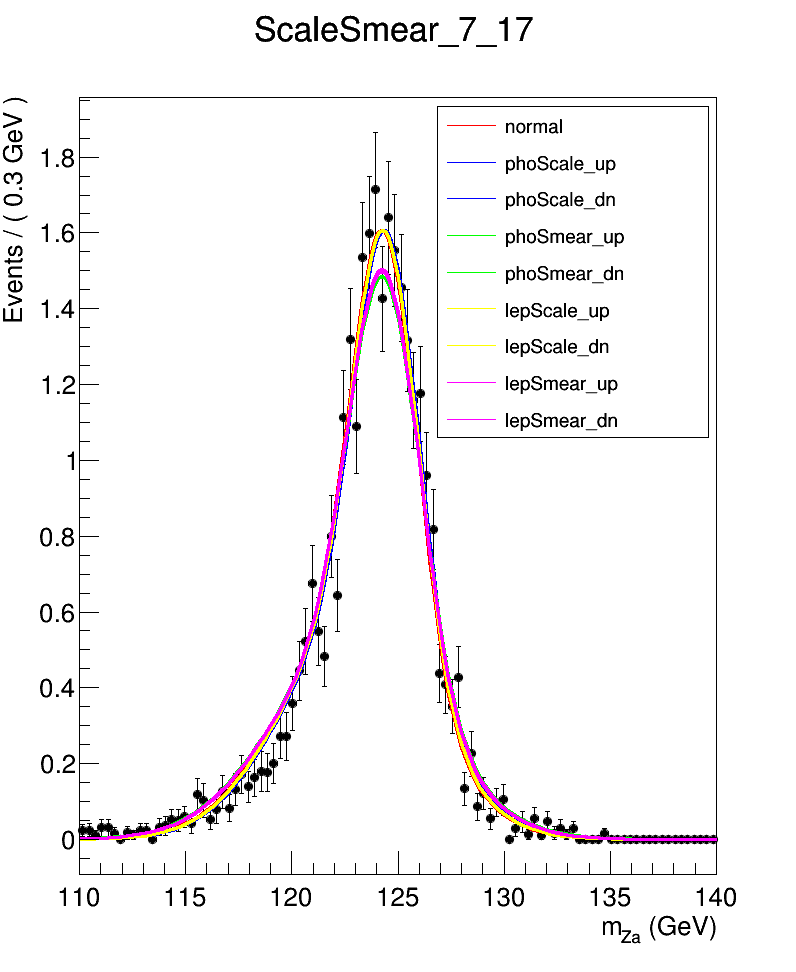 ScaleSmear_7_17
Events / ( 0.3 GeV )
1.8
1.6
1.4
1.2
1
0.8
0.6
0.4
0.2
0
normal
phoScale_up
phoScale_dn
phoSmear_up
phoSmear_dn
lepScale_up
lepScale_dn
lepSmear_up
lepSmear_dn
110 115 120 125 130 135 140
mZa (GeV)